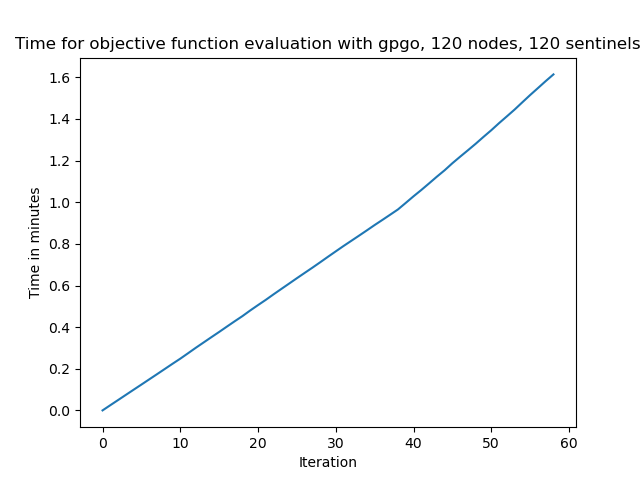 Time for objective function evaluation with gpgo, 120 nodes, 120 sentinels
1.6
1.4
1.2
1.0
0.8
0.6
0.4
0.2
0.0
Time in minutes
0 10 20 30 40 50 60
Iteration